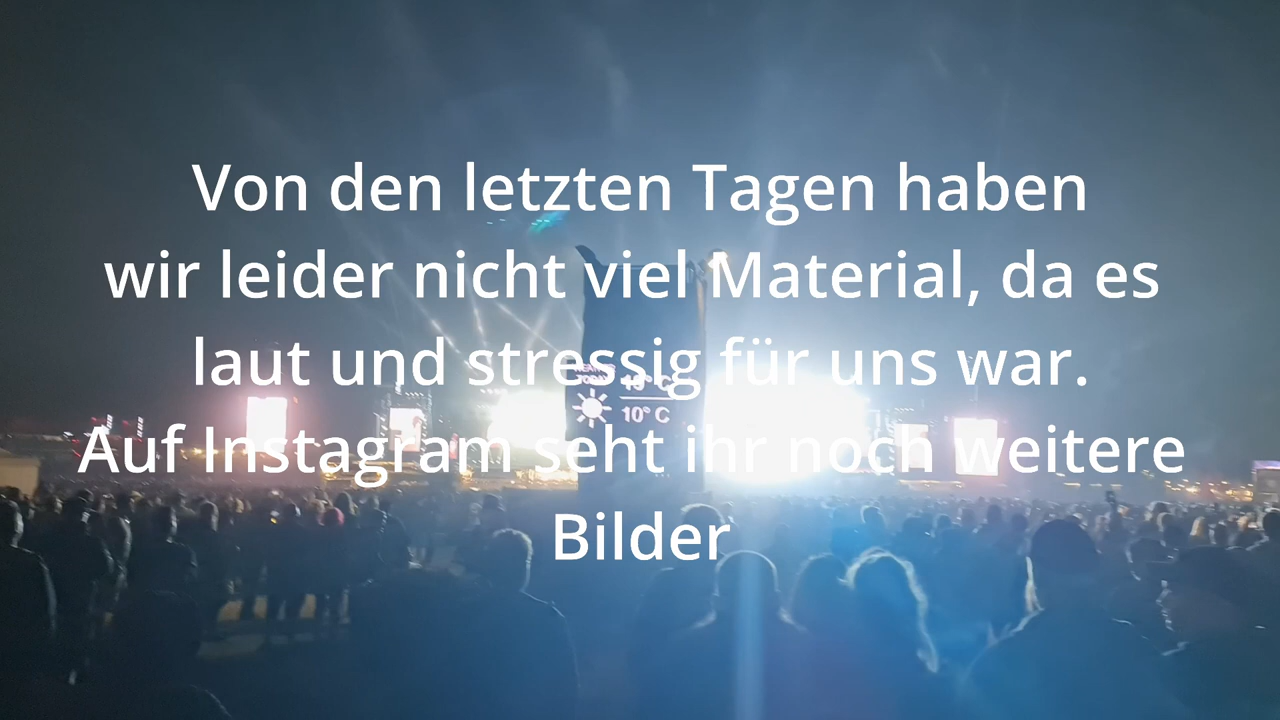 Von den letzten Tagen haben
wir leider nicht viel Material, da es
laut und stressig für uns war.
Auf Instagram seht ihr noch weitere
Bilder
10° C